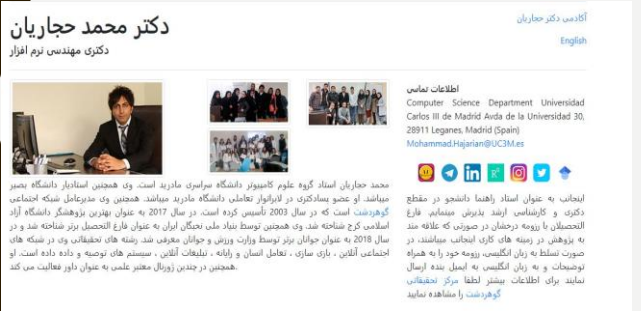 آکادمی دکتر حجاریان
English
دکتر محمد حجاریان
دکتری مهندسی نرم افزار
اطلاعات تماس
Computer Science Department Universidad
Carlos III de Madrid Avda de la Universidad 30,
28911 Leganes, Madrid (Spain)
Mohammad.Hajarian@UC3M.es
اینجانب به عنوان استاد راهنما دانشجو در مقطع
دکتری و کارشناسی ارشد پذیرش مینمایم. فارغ
التحصیلان با رزومه درخشان در صورتی که علاقه مند
به پژوهش در زمینه های کاری اینجانب میباشند، در
صورت تسلط به زبان انگلیسی، رزومه خود را به همراه
توضیحات و به زبان انگلیسی به ایمیل بنده ارسال
نمایند برای اطلاعات بیشتر لطفا مرکز تحقیقاتی
گوهردشت را مشاهده نمایید
محمد حجاریان استاد گروه علوم کامپیوتر دانشگاه سراسری مادرید است. وی همچنین استادیار دانشگاه بصیر
میباشد. او عضو پسادکتری در لابراتوار تعاملی دانشگاه مادرید میباشد. همچنین وی مدیرعامل شبکه اجتماعی
گوهردشت است که در سال 2003 تأسیس کرده است. در سال 2017 به عنوان بهترین پژوهشگر دانشگاه آزاد
اسلامی کرج شناخته شد. وی همچنین توسط بنیاد ملی نخبگان ایران به عنوان فارغ التحصیل برتر شناخته شد و در
سال 2018 به عنوان جوانان برتر توسط وزارت ورزش و جوانان معرفی شد. رشته های تحقیقاتی وی در شبکه های
اجتماعی آنلاین ، بازی سازی ، تعامل انسان و رایانه ، تبلیغات آنلاین ، سیستم های توصیه و داده داده است. او
همچنین در چندین ژورنال معتبر علمی به عنوان داور فعالیت می کند.